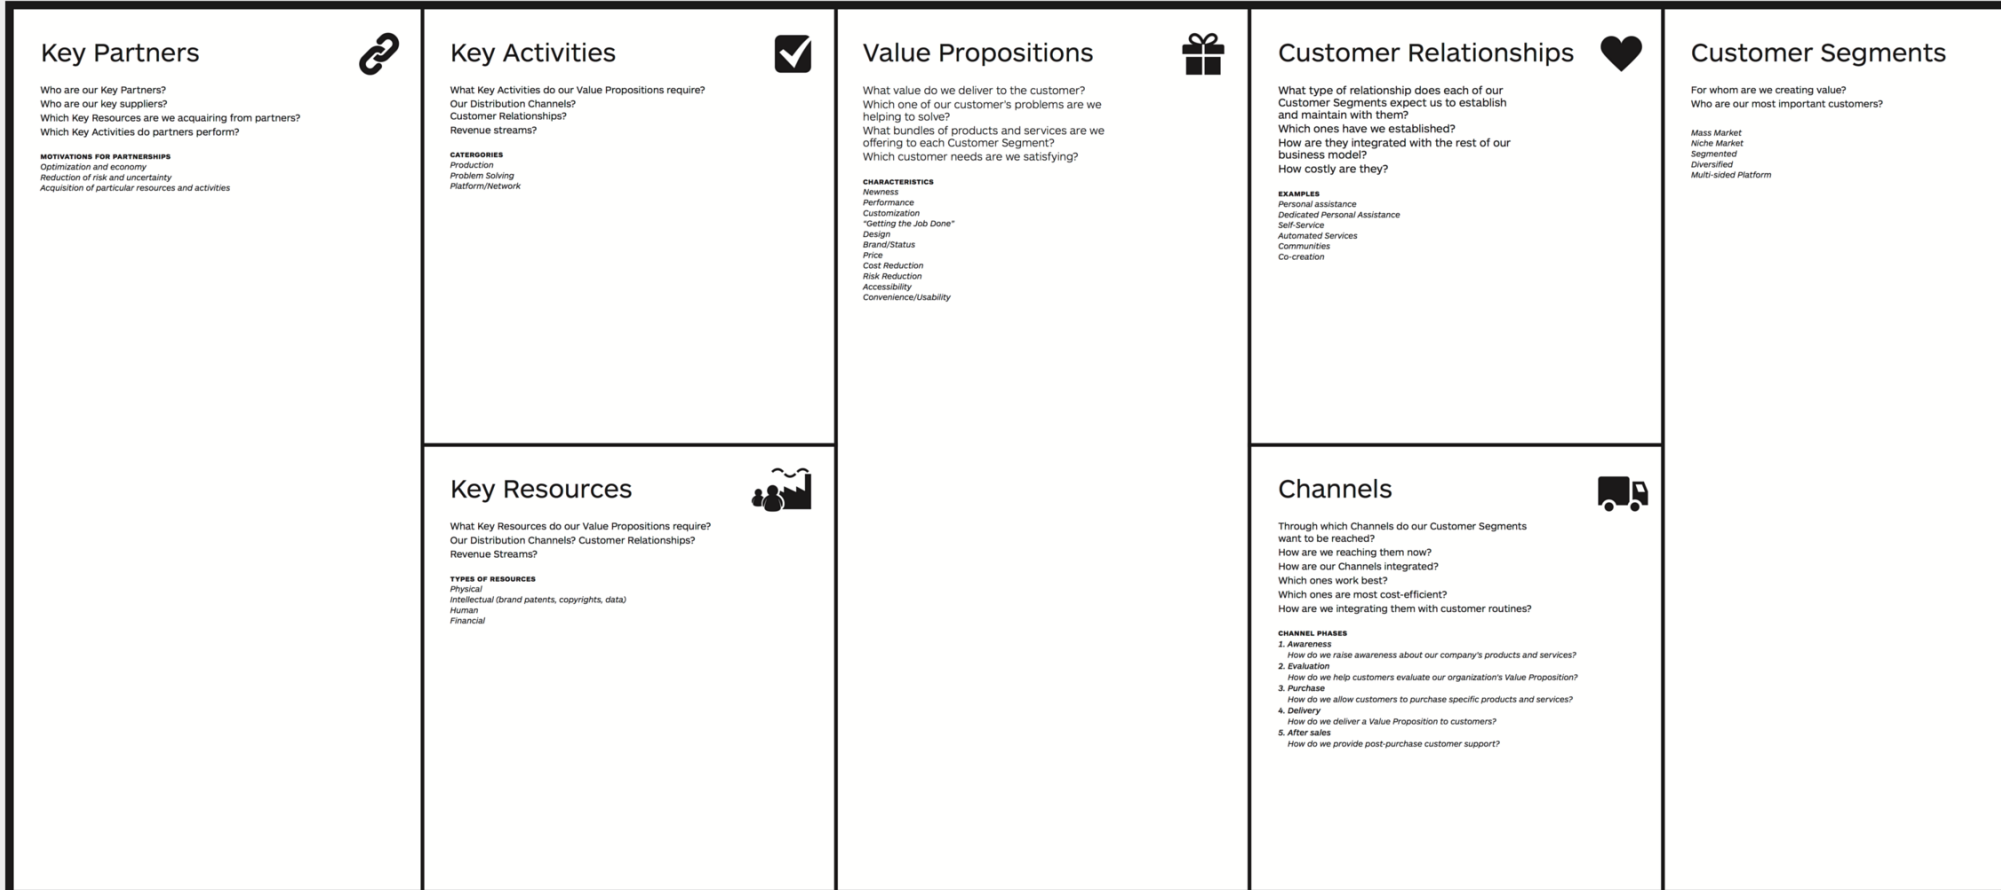 Key Partners
Who are our Key Partners?
Who are our key suppliers?
Which Key Resources are we acquairing from partners?
Which Key Activities do partners perform?
MOTIVATIONS FOR PARTNERSHIPS
Optimization and economy
Reduction of risk and uncertainty
Acquisition of particular resources and activities
Key Activities
What Key Activities do our Value Propositions require?
Our Distribution Channels?
Customer Relationships?
Revenue streams?
CATERGORIES
Production
Problem Solving
Platform/Network
Key Resources
What Key Resources do our Value Propositions require?
Our Distribution Channels? Customer Relationships?
Revenue Streams?
TYPES OF RESOURCES
Physical
Intellectual (brand patents, copyrights, data)
Human
Financial
Value Propositions
What value do we deliver to the customer?
Which one of our customer's problems are we
helping to solve?
What bundles of products and services are we
offering to each Customer Segment?
Which customer needs are we satisfying?
CHARACTERISTICS
Newness
Performance
Customization
"Getting the Job Done"
Design
Brand/Status
Price
Cost Reduction
Risk Reduction
Accessibility
Convenience/Usability
Customer Relationships
What type of relationship does each of our
Customer Segments expect us to establish
and maintain with them?
Which ones have we established?
How are they integrated with the rest of our
business model?
How costly are they?
EXAMPLES
Personal assistance
Dedicated Personal Assistance
Self-Service
Automated Services
Communities
Co-creation
Channels
Through which Channels do our Customer Segments
want to be reached?
How are we reaching them now?
How are our Channels integrated?
Which ones work best?
Which ones are most cost-efficient?
How are we integrating them with customer routines?
CHANNEL PHASES
1. Awareness
How do we raise awareness about our company's products and services?
2. Evaluation
How do we help customers evaluate our organization's Value Proposition?
3. Purchase
How do we allow customers to purchase specific products and services?
4. Delivery
How do we deliver a Value Proposition to customers?
5. After sales
How do we provide post-purchase customer support?
Customer Segments
For whom are we creating value?
Who are our most important customers?
Mass Market
Niche Market
Segmented
Diversified
Multi-sided Platform